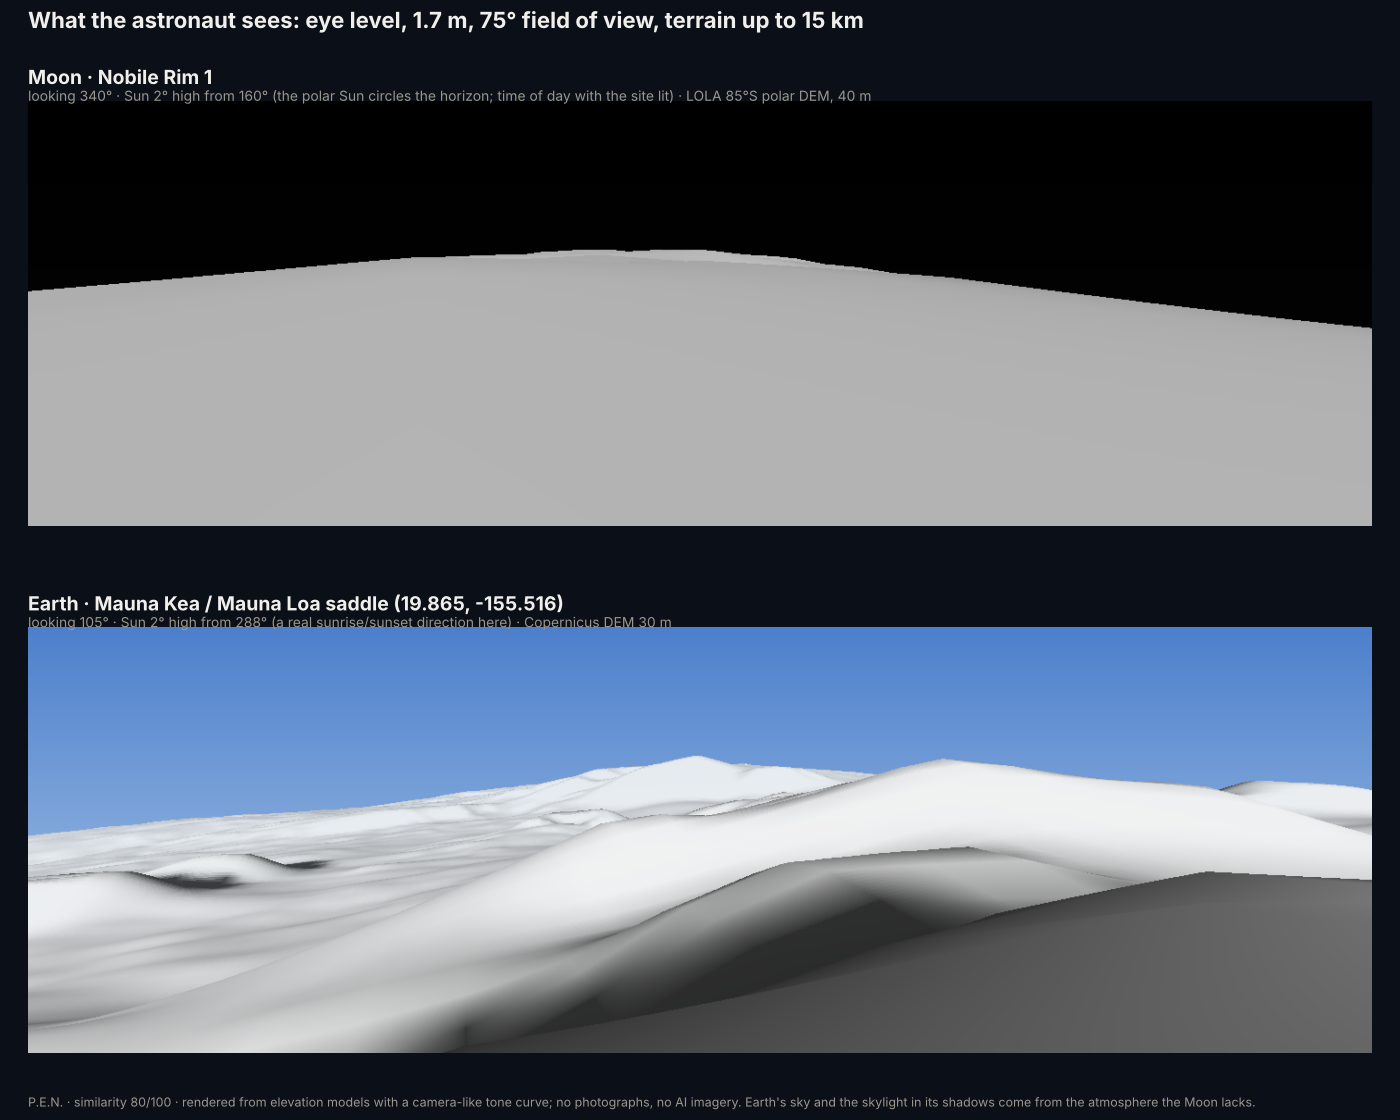 What the astronaut sees: eye level, 1.7 m, 75° field of view, terrain up to 15 km
Moon · Nobile Rim 1
looking 340° · Sun 2° high from 160° (the polar Sun circles the horizon; time of day with the site lit) · LOLA 85°S polar DEM, 40 m
Earth · Mauna Kea / Mauna Loa saddle (19.865, -155.516)
looking 105° · Sun 2° high from 288° (a real sunrise/sunset direction here) · Copernicus DEM 30 m
P.E.N. · similarity 80/100 · rendered from elevation models with a camera-like tone curve; no photographs, no AI imagery. Earth's sky and the skylight in its shadows come from the atmosphere the Moon lacks.